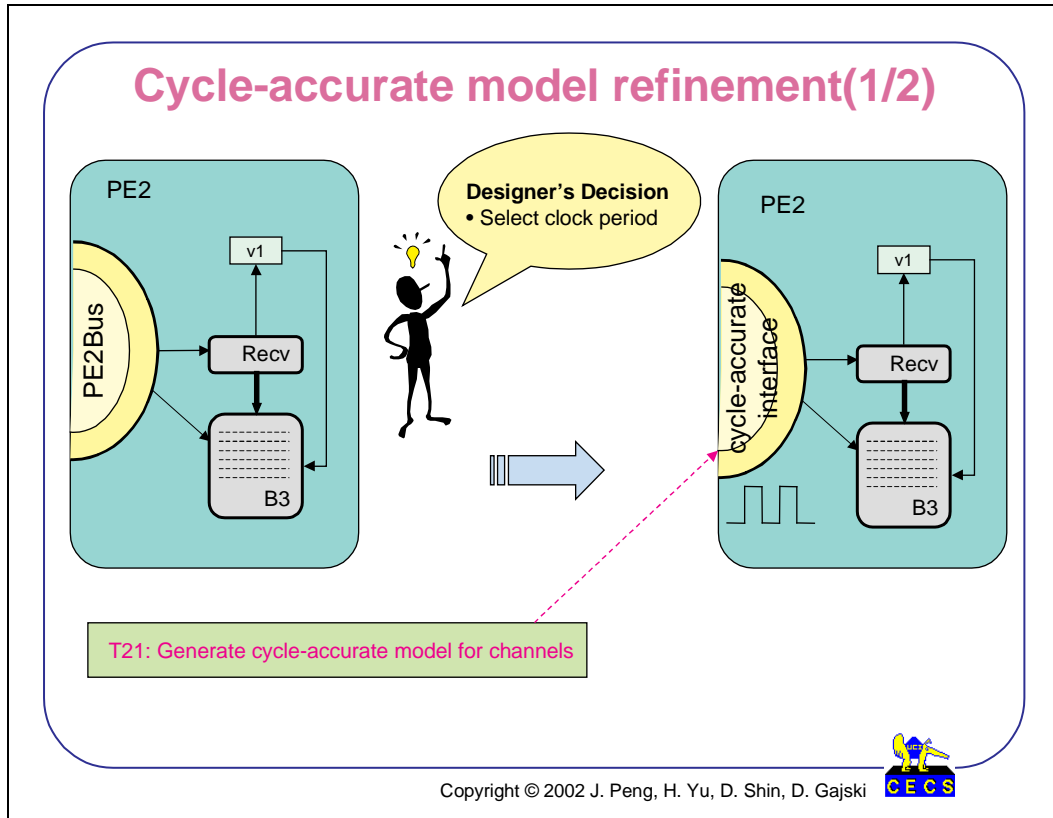 Cycle-accurate model refinement(1/2)
PE2
PE2Bus
v1
Recv
B3
Designer's Decision
• Select clock period
PE2
cycle-accurate
interface
v1
Recv
B3
T21: Generate cycle-accurate model for channels
Copyright © 2002 J. Peng, H. Yu, D. Shin, D. Gajski
UCI
CECS